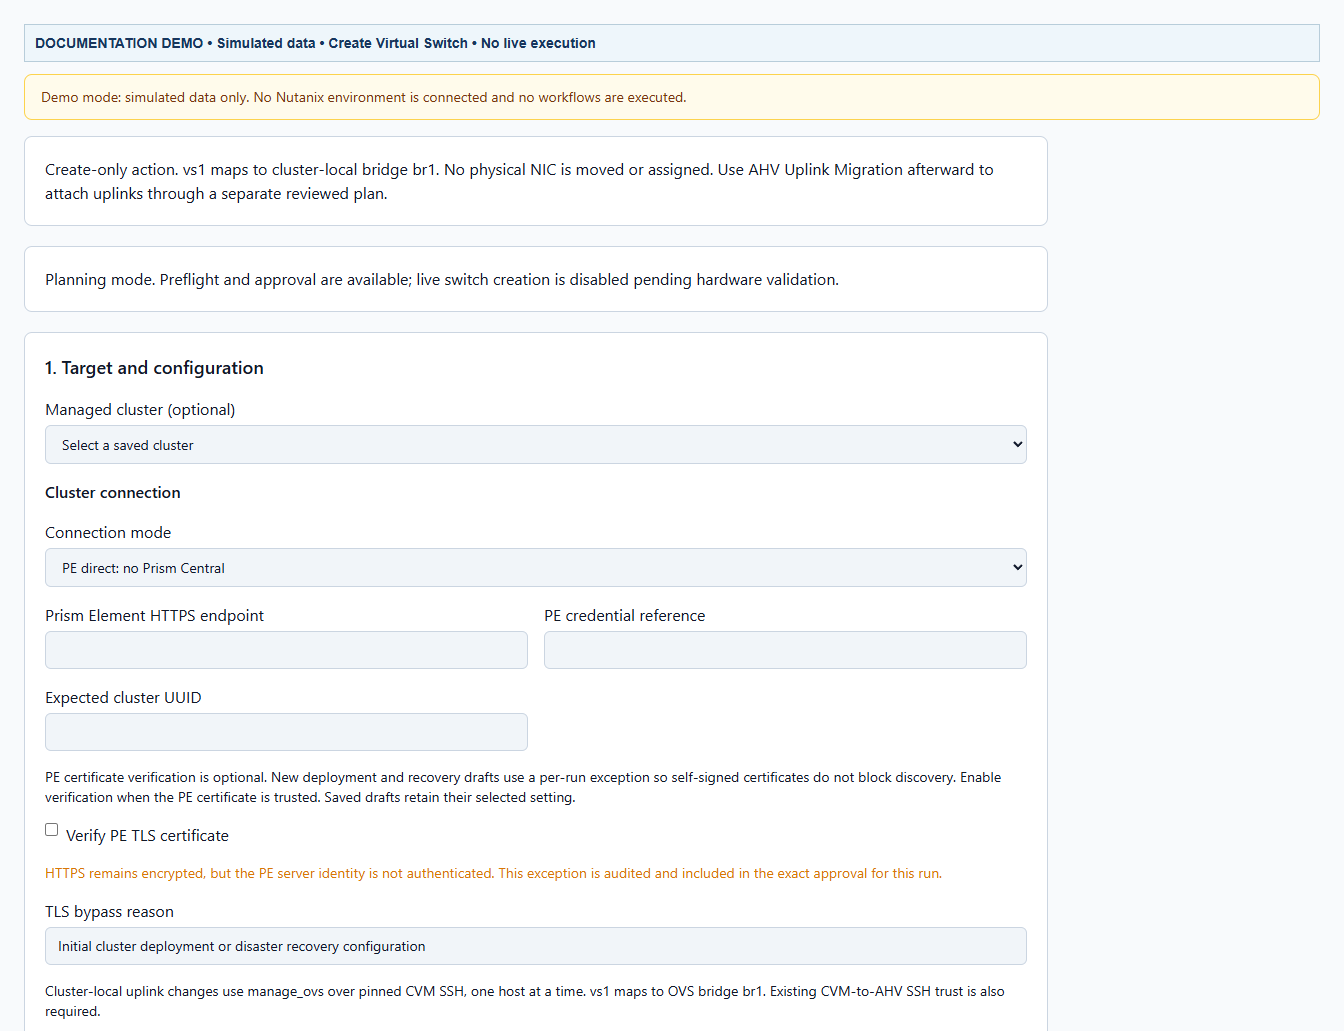 DOCUMENTATION DEMO • Simulated data • Create Virtual Switch • No live execution
Demo mode: simulated data only. No Nutanix environment is connected and no workflows are executed.
Create-only action. vs1 maps to cluster-local bridge br1. No physical NIC is moved or assigned. Use AHV Uplink Migration afterward to
attach uplinks through a separate reviewed plan.
Planning mode. Preflight and approval are available; live switch creation is disabled pending hardware validation.
1. Target and configuration
Managed cluster (optional)
Select a saved cluster
Cluster connection
Connection mode
PE direct: no Prism Central
Prism Element HTTPS endpoint
PE credential reference
Expected cluster UUID
PE certificate verification is optional. New deployment and recovery drafts use a per-run exception so self-signed certificates do not block discovery. Enable
verification when the PE certificate is trusted. Saved drafts retain their selected setting.
Verify PE TLS certificate
HTTPS remains encrypted, but the PE server identity is not authenticated. This exception is audited and included in the exact approval for this run.
TLS bypass reason
Initial cluster deployment or disaster recovery configuration
Cluster-local uplink changes use manage_ovs over pinned CVM SSH, one host at a time. vs1 maps to OVS bridge br1. Existing CVM-to-AHV SSH trust is also
required.